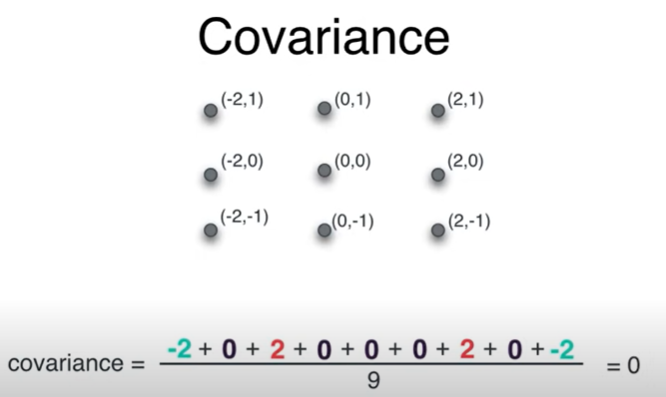 Covariance
(-2,1) (0,1) (2,1)
(-2,0) (0,0) (2,0)
(-2,-1) (0,-1) (2,-1)
-2 + 0 + 2 + 0 + 0 + 0 + 2 + 0 + -2
covariance = = 0
9